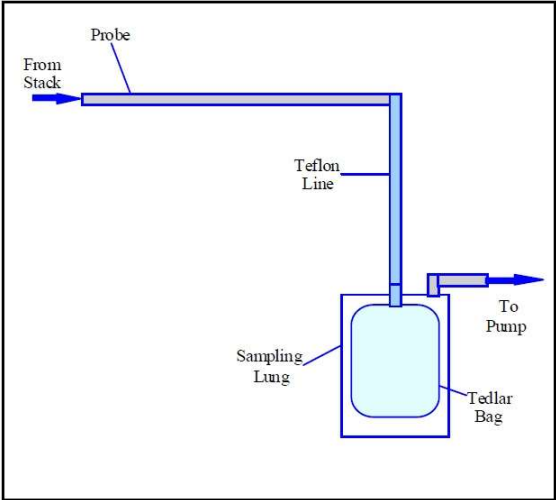 Probe
From
Stack
Teflon
Line
To
Pump
Sampling
Lung
Tedlar
Bag